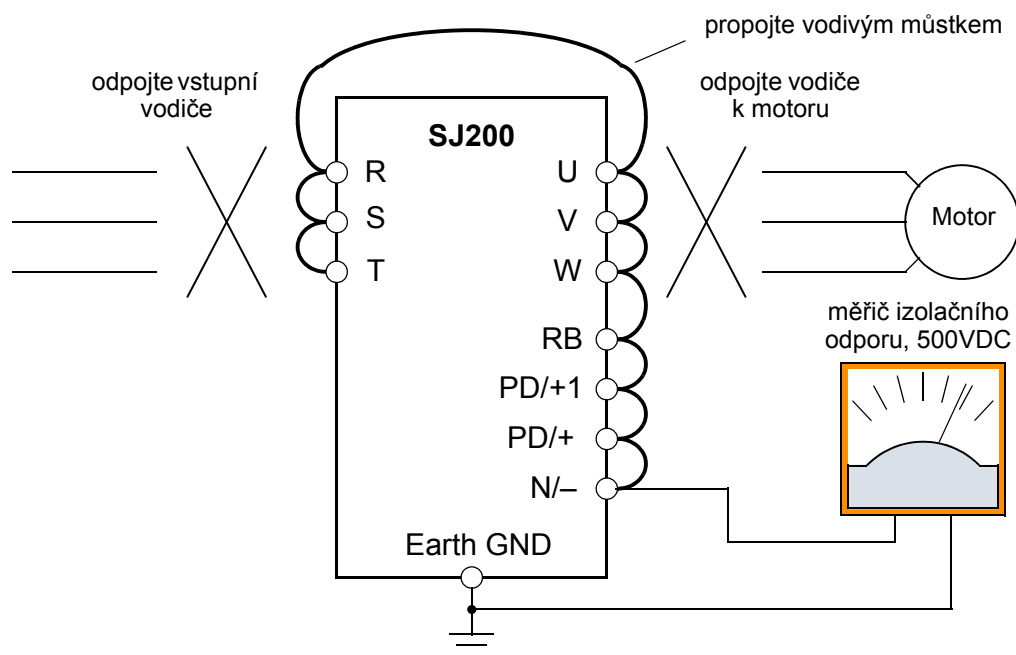 propojte vodivým můstkem
odpojte vstupní
vodiče
odpojte vodiče
k motoru
SJ200
R
U
S
V
Motor
T
W
měřič izolačního
odporu, 500VDC
RB
PD/+1
PD/+
N/–
Earth GND